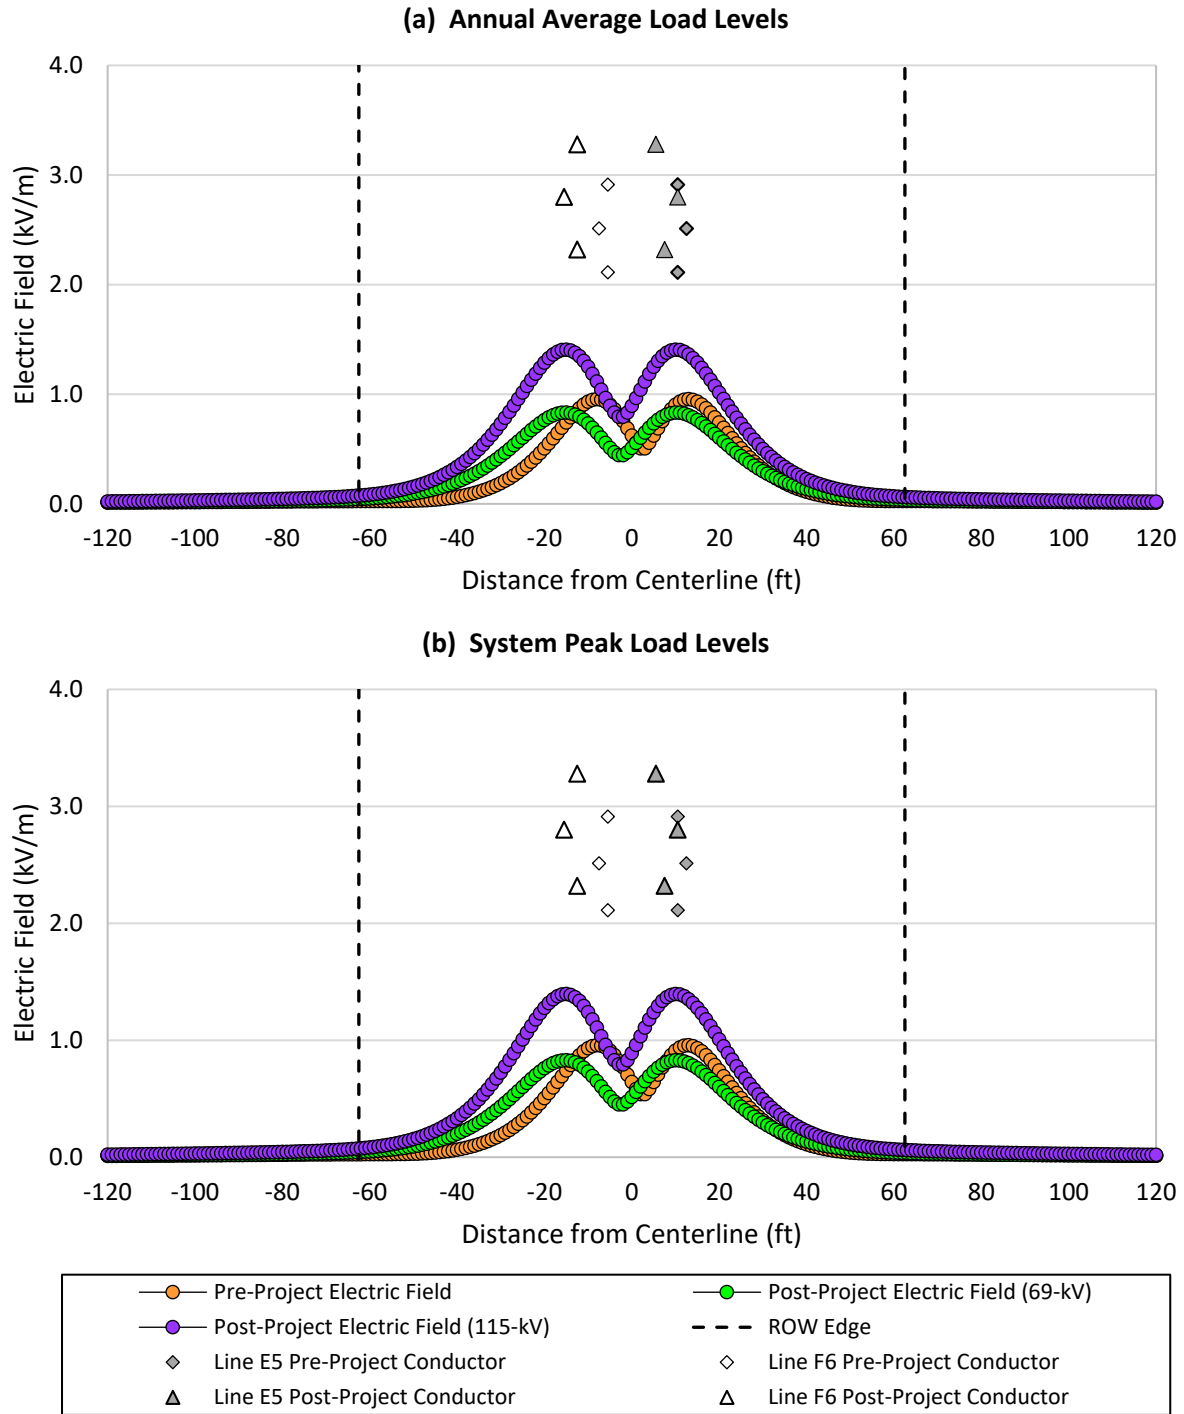 (a) Annual Average Load Levels
4.0
3.0
2.0
1.0
0.0
Electric Field (kV/m)
-120 -100 -80 -60 -40 -20 0 20 40 60 80 100 120
Distance from Centerline (ft)
(b) System Peak Load Levels
4.0
3.0
2.0
1.0
0.0
Electric Field (kV/m)
-120 -100 -80 -60 -40 -20 0 20 40 60 80 100 120
Distance from Centerline (ft)
Pre-Project Electric Field
Post-Project Electric Field (69-kV)
Post-Project Electric Field (115-kV)
ROW Edge
Line E5 Pre-Project Conductor
Line F6 Pre-Project Conductor
Line E5 Post-Project Conductor
Line F6 Post-Project Conductor